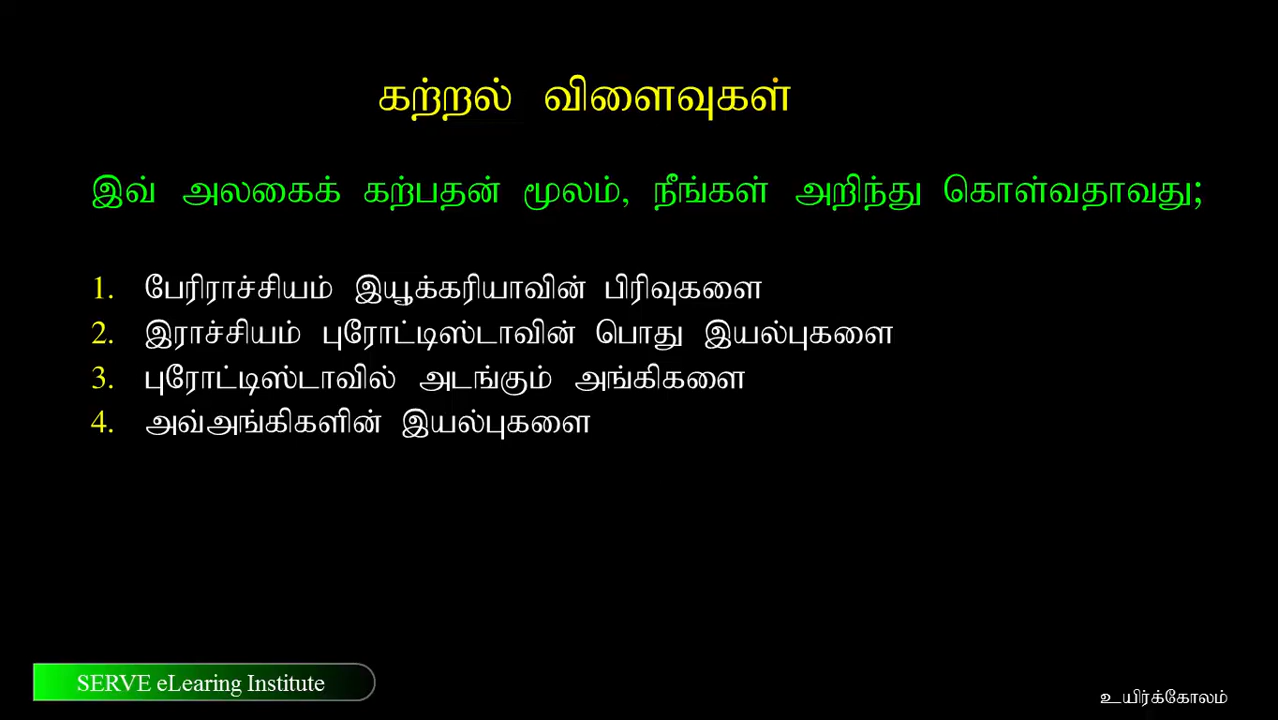 கற்றல் விளைவுகள்
இவ் அலகைக் கற்பதன் மூலம், நீங்கள் அறிந்து கொள்வதாவது;
1. பேரிராச்சியம் இயூக்கரியாவின் பிரிவுகளை
2. இராச்சியம் புரோட்டிஸ்டாவின் பொது இயல்புகளை
3. புரோட்டிஸ்டாவில் அடங்கும் அங்கிகளை
4. அவ்அங்கிகளின் இயல்புகளை
SERVE eLearing Institute
உயிர்க்கோலம்